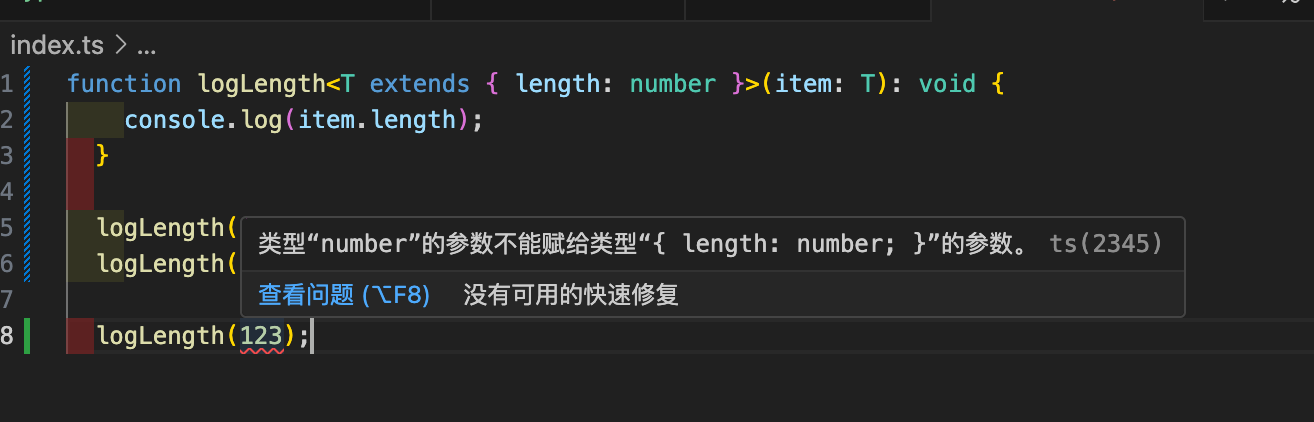 index.ts > ...
1 function logLength<T extends { length: number }>(item: T): void {
2 console.log(item.length);
3 }
4
5 logLength(
6 logLength(
类型“number”的参数不能赋给类型“{ length: number; }”的参数。 ts(2345)
查看问题 (⌥F8) 没有可用的快速修复
7
8 logLength(123);